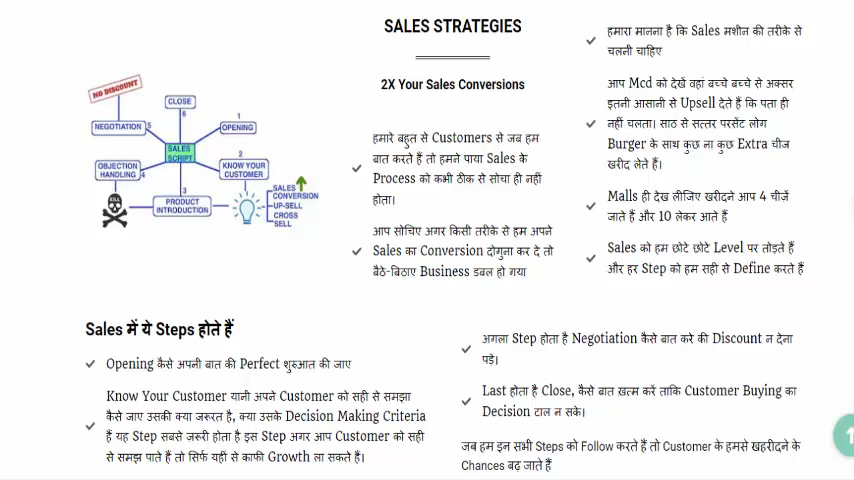 SALES STRATEGIES
2X Your Sales Conversions
NO DISCOUNT
CLOSE
6
NEGOTIATION
5
1
OPENING
SALES
SCRIPT
OBJECTION
HANDLING
4
2
KNOW YOUR
CUSTOMER
KILL
3
PRODUCT
INTRODUCTION
SALES
CONVERSION
UP-SELL
CROSS
SELL
हमारे बहुत से Customers से जब हम
बात करते हैं तो हमने पाया Sales के
Process को कभी ठीक से सोचा ही नहीं
होता।
आप सोचिए अगर किसी तरीके से हम अपने
Sales का Conversion दोगुना कर दे तो
बैठे-बिठाए Business डबल हो गया
हमारा मानना है कि Sales मशीन की तरीके से
चलनी चाहिए
आप Mcd को देखें वहां बच्चे बच्चे से अक्सर
इतनी आसानी से Upsell देते हैं कि पता ही
नहीं चलता। साठ से सत्तर परसेंट लोग
Burger के साथ कुछ ना कुछ Extra चीज
खरीद लेते हैं।
Malls ही देख लीजिए खरीदने आप 4 चीज़ें
जाते हैं और 10 लेकर आते हैं
Sales को हम छोटे छोटे Level पर तोड़ते हैं
और हर Step को हम सही से Define करते हैं
Sales में ये Steps होते हैं
Opening कैसे अपनी बात की Perfect शुरुआत की जाए
Know Your Customer यानी अपने Customer को सही से समझा
कैसे जाए उसकी क्या जरूरत है, क्या उसके Decision Making Criteria
हैं यह Step सबसे ज़रूरी होता है इस Step अगर आप Customer को सही
से समझ पाते हैं तो सिर्फ यहीं से काफी Growth ला सकते हैं।
अगला Step होता है Negotiation कैसे बात करे की Discount न देना
पड़े।
Last होता है Close, कैसे बात ख़त्म करें ताकि Customer Buying का
Decision टाल न सके।
जब हम इन सभी Steps को Follow करते हैं तो Customer के हमसे खहरीदने के
Chances बढ़ जाते हैं